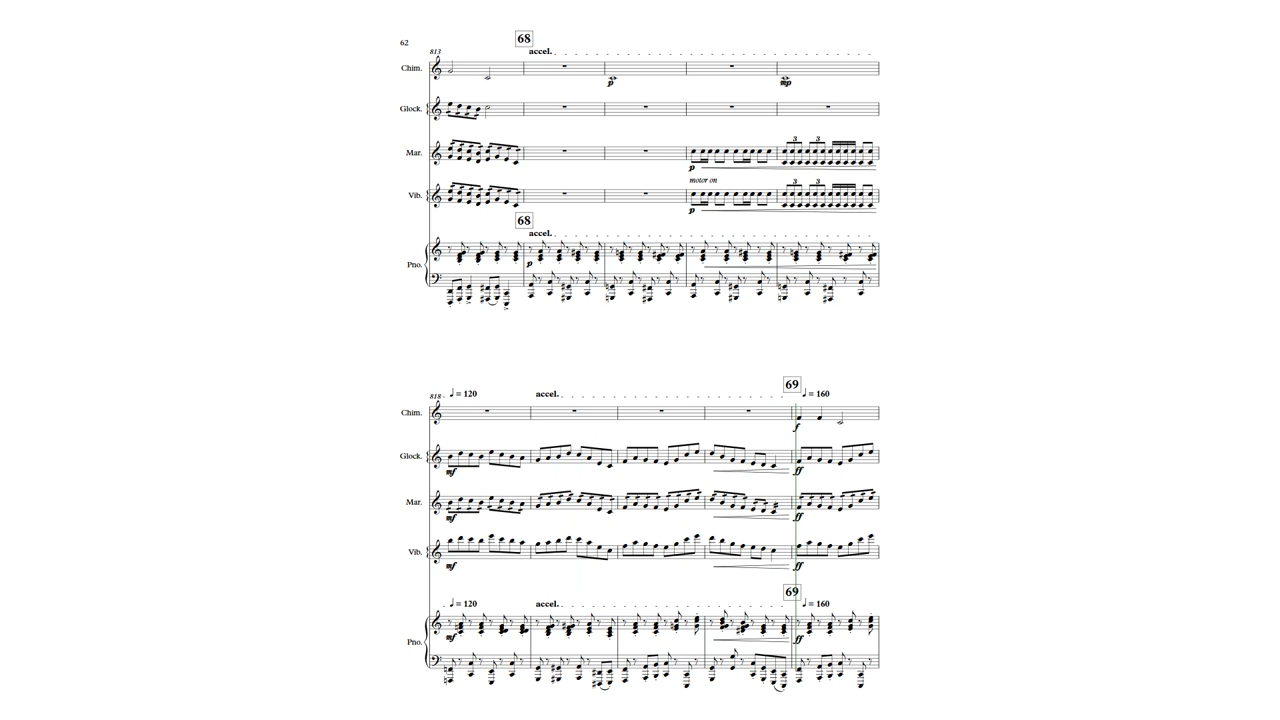 62
68
813
accel.
Chim.
p
mp
Glock.
3 3
Mar.
p
motor on
3 3
Vib.
p
68
accel.
Pno.
p
69
818
= 120
accel.
= 160
Chim.
f
Glock.
mf
ff
Mar.
mf
ff
Vib.
mf
ff
69
= 120
accel.
= 160
Pno.
mf
ff